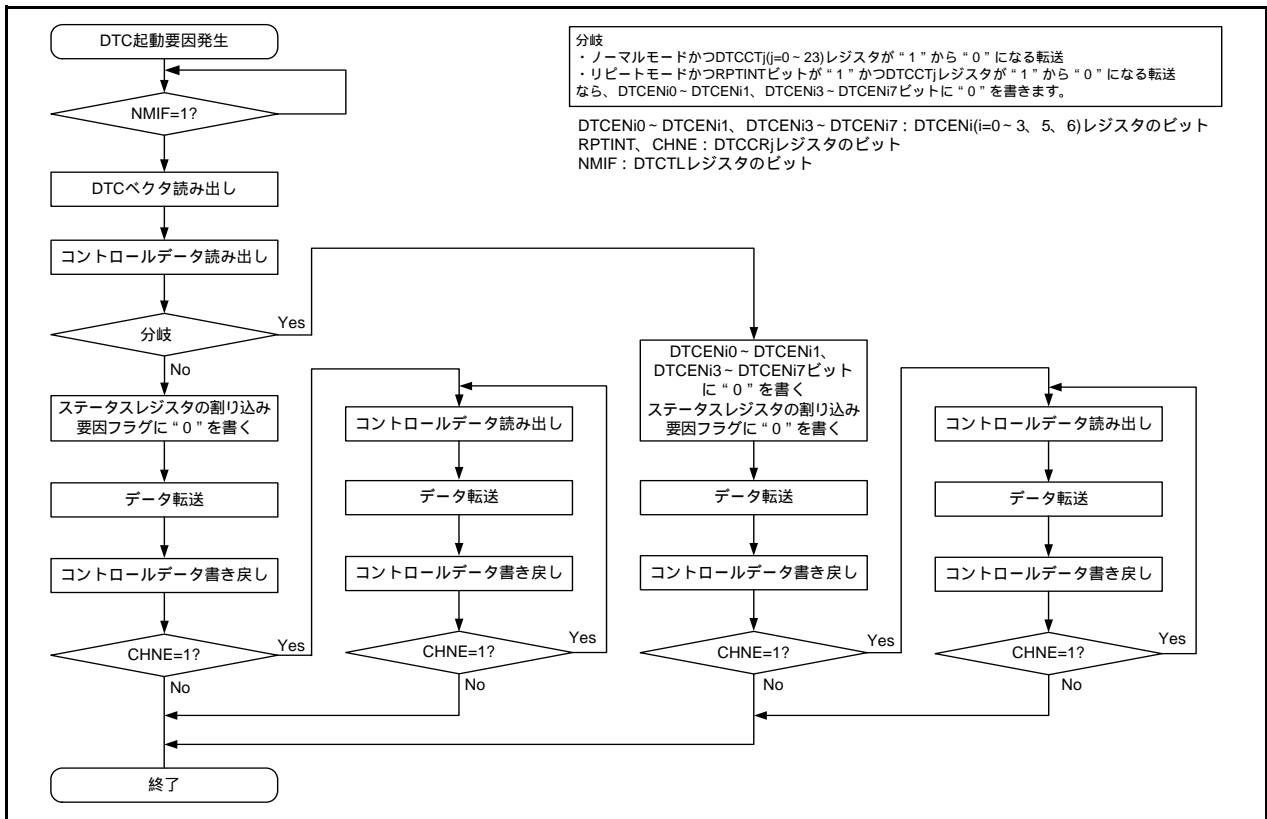 DTC起動要因発生
NMIF=1?
DTCベクタ読み出し
コントロールデータ読み出し
分岐
Yes
No
ステータスレジスタの割り込み
要因フラグに“0”を書く
データ転送
コントロールデータ書き戻し
CHNE=1?
Yes
No
終了
コントロールデータ読み出し
データ転送
コントロールデータ書き戻し
CHNE=1?
Yes
No
分岐
・ノーマルモードかつDTCCTj(j=0~23)レジスタが“1”から“0”になる転送
・リピートモードかつRPTINTビットが“1”かつDTCCTjレジスタが“1”から“0”になる転送
なら、DTCENi0~DTCENi1、DTCENi3~DTCENi7ビットに“0”を書きます。
DTCENi0~DTCENi1、DTCENi3~DTCENi7:DTCENi(i=0~3、5、6)レジスタのビット
RPTINT、CHNE:DTCCRjレジスタのビット
NMIF:DTCTLレジスタのビット
DTCENi0~DTCENi1、
DTCENi3~DTCENi7ビット
に“0”を書く
ステータスレジスタの割り込み
要因フラグに“0”を書く
データ転送
コントロールデータ書き戻し
CHNE=1?
Yes
No
コントロールデータ読み出し
データ転送
コントロールデータ書き戻し
CHNE=1?
Yes
No